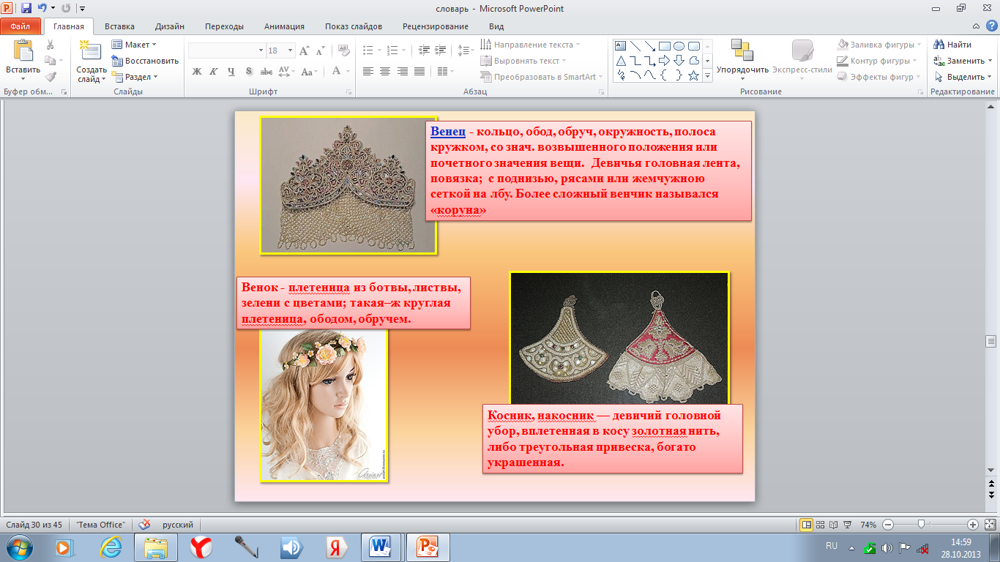 словарь - Microsoft PowerPoint
Файл Главная Вставка Дизайн Переходы Анимация Показ слайдов Рецензирование Вид
Вставить
Буфер обм...
Создать слайд
Макет
Восстановить
Раздел
Слайды
18
Ж К Ч S abc AV Aa A
Шрифт
Направление текста
Выровнять текст
Преобразовать в SmartArt
Абзац
Упорядочить
Экспресс-стили
Заливка фигуры
Контур фигуры
Эффекты фигур
Рисование
Найти
Заменить
Выделить
Редактирование
Венец - кольцо, обод, обруч, окружность, полоса
кружком, со знач. возвышенного положения или
почетного значения вещи. Девичья головная лента,
повязка; с поднизью, рясами или жемчужною
сеткой на лбу. Более сложный венчик назывался
«коруна»
Венок - плетеница из ботвы, листвы,
зелени с цветами; такая–ж круглая
плетеница, ободом, обручем.
Косник, накосник — девичий головной
убор, вплетенная в косу золотная нить,
либо треугольная привеска, богато
украшенная.
Слайд 30 из 45 "Тема Office" русский 74%
RU 14:59
28.10.2013